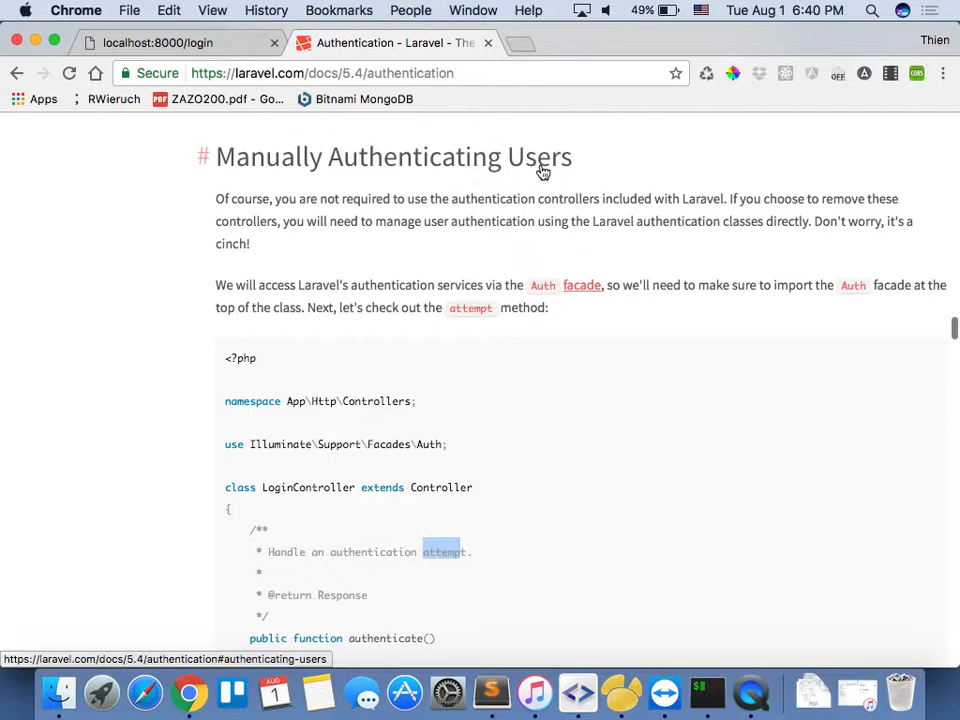 Chrome File Edit View History Bookmarks People Window Help 49% Tue Aug 1 6:40 PM
localhost:8000/login Authentication - Laravel - The Thien
Secure https://laravel.com/docs/5.4/authentication OFF CORS
Apps RWieruch PDF ZAZO200.pdf - Go... Bitnami MongoDB
# Manually Authenticating Users
Of course, you are not required to use the authentication controllers included with Laravel. If you choose to remove these
controllers, you will need to manage user authentication using the Laravel authentication classes directly. Don't worry, it's a
cinch!
We will access Laravel's authentication services via the Auth facade, so we'll need to make sure to import the Auth facade at the
top of the class. Next, let's check out the attempt method:
<?php
namespace App\Http\Controllers;
use Illuminate\Support\Facades\Auth;
class LoginController extends Controller
{
/**
* Handle an authentication attempt.
*
* @return Response
*/
public function authenticate()
https://laravel.com/docs/5.4/authentication#authenticating-users
AUG
1